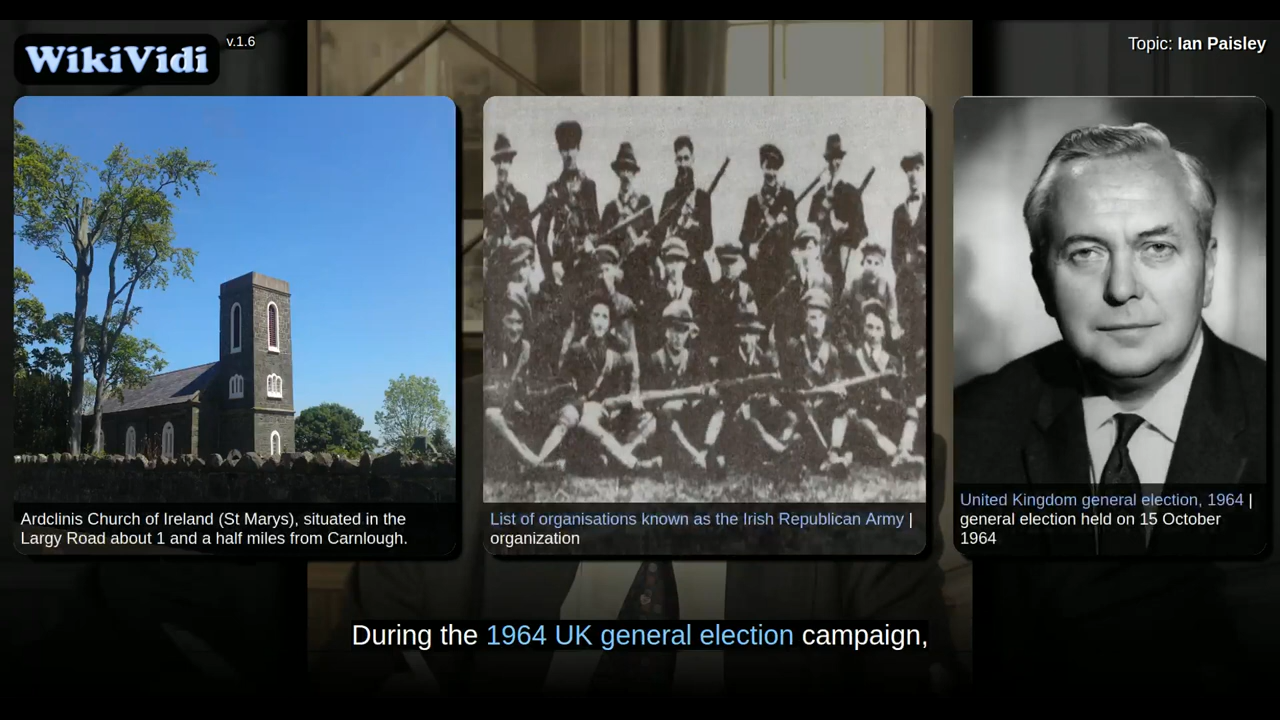 WikiVidi
v.1.6
Topic: Ian Paisley
Ardclinis Church of Ireland (St Marys), situated in the
Largy Road about 1 and a half miles from Carnlough.
List of organisations known as the Irish Republican Army |
organization
United Kingdom general election, 1964 |
general election held on 15 October
1964
During the 1964 UK general election campaign,